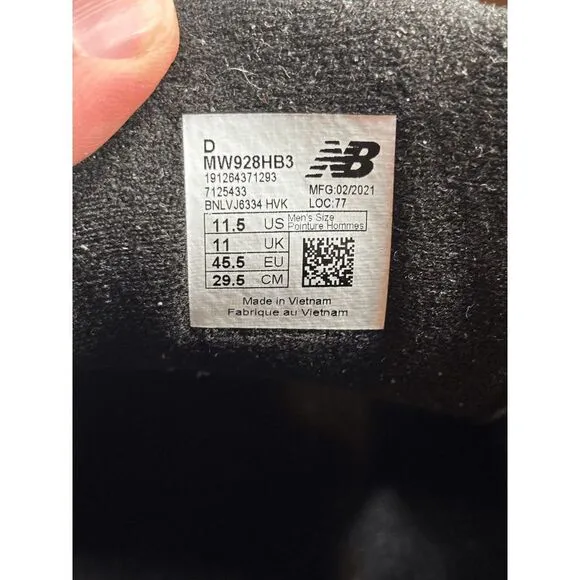 D
MW928HB3
191264371293
7125433 MFG:02/2021
BNLVJ6334 HVK LOC:77
11.5 US Men's Size
Pointure Hommes
11 UK
45.5 EU
29.5 CM
Made in Vietnam
Fabrique au Vietnam
NB